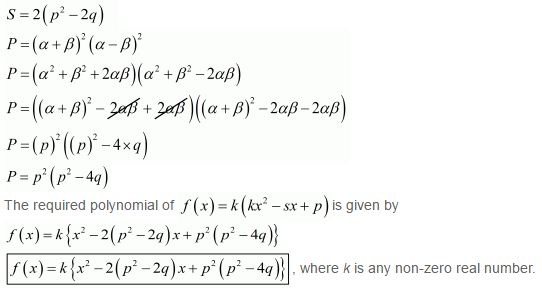 S = 2(p² − 2q)
P = (α + β)² (α − β)²
P = (α² + β² + 2αβ)(α² + β² − 2αβ)
P = ((α + β)² − 2αβ + 2αβ)((α + β)² − 2αβ − 2αβ)
P = (p)² ((p)² − 4×q)
P = p² (p² − 4q)
The required polynomial of f(x) = k(kx² − sx + p) is given by
f(x) = k{x² − 2(p² − 2q)x + p² (p² − 4q)}
f(x) = k{x² − 2(p² − 2q)x + p² (p² − 4q)} , where k is any non-zero real number.